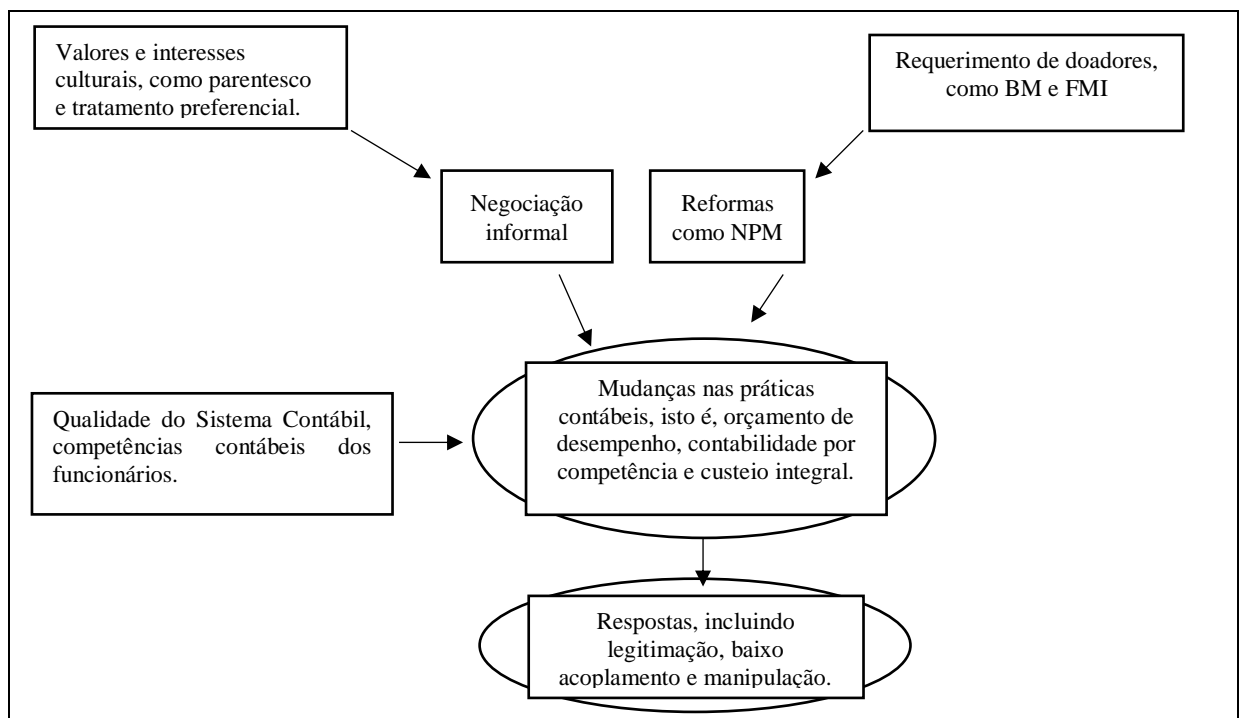 Valores e interesses
culturais, como parentesco
e tratamento preferencial.
Requerimento de doadores,
como BM e FMI
Negociação
informal
Reformas
como NPM
Qualidade do Sistema Contábil,
competências contábeis dos
funcionários.
Mudanças nas práticas
contábeis, isto é, orçamento de
desempenho, contabilidade por
competência e custeio integral.
Respostas, incluindo
legitimação, baixo
acoplamento e manipulação.